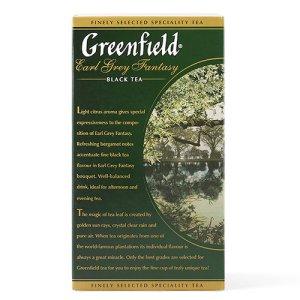 FINELY SELECTED SPECIALITY TEA
Greenfield®
Earl Grey Fantasy
BLACK TEA
Light citrus aroma gives special
expressiveness to the compo-
sition of Earl Grey Fantasy.
Refreshing bergamot notes
accentuate fine black tea
flavour in Earl Grey Fantasy
bouquet. Well-balanced
drink, ideal for afternoon and
evening tea.
The magic of tea leaf is created by
golden sun rays, crystal clear rain and
pure air. When tea originates from one of
the world-famous plantations its individual flavour is
always a great miracle. Only the best grades are selected for
Greenfield tea for you to enjoy the fine cup of truly unique tea!
FINELY SELECTED SPECIALITY TEA